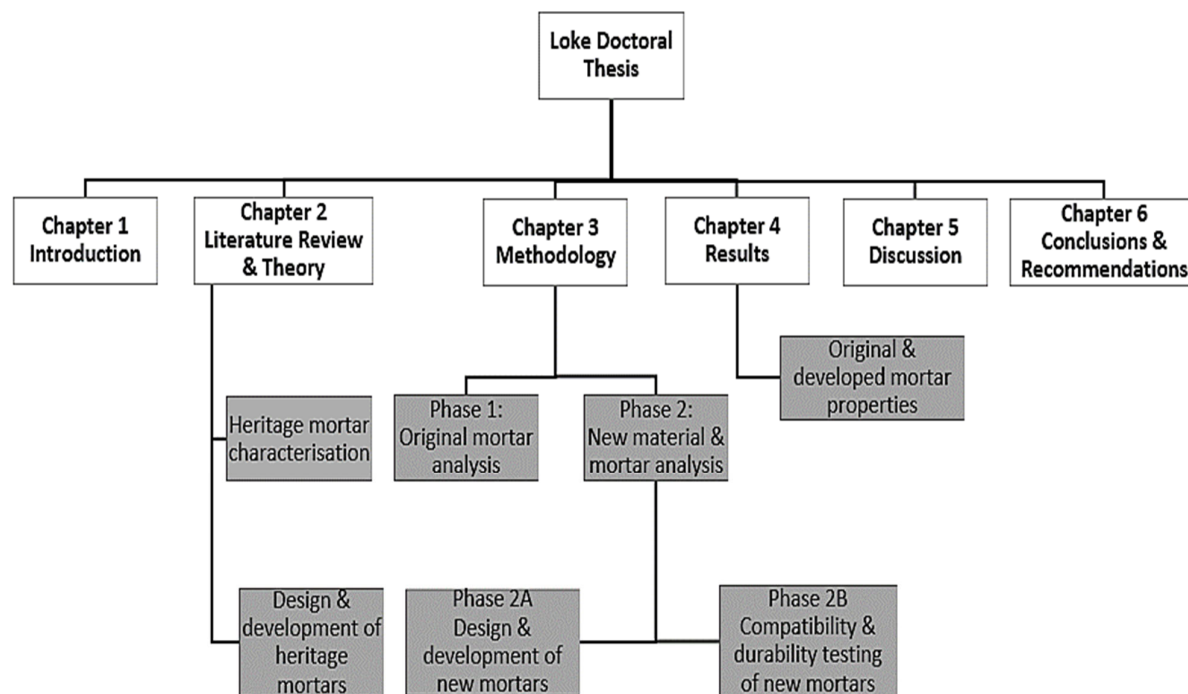 Loke Doctoral
Thesis
Chapter 1
Introduction
Chapter 2
Literature Review
& Theory
Chapter 3
Methodology
Chapter 4
Results
Chapter 5
Discussion
Chapter 6
Conclusions &
Recommendations
Heritage mortar
characterisation
Design &
development of
heritage
mortars
Phase 1:
Original mortar
analysis
Phase 2:
New material &
mortar analysis
Phase 2A
Design &
development of
new mortars
Phase 2B
Compatibility &
durability testing
of new mortars
Original &
developed mortar
properties